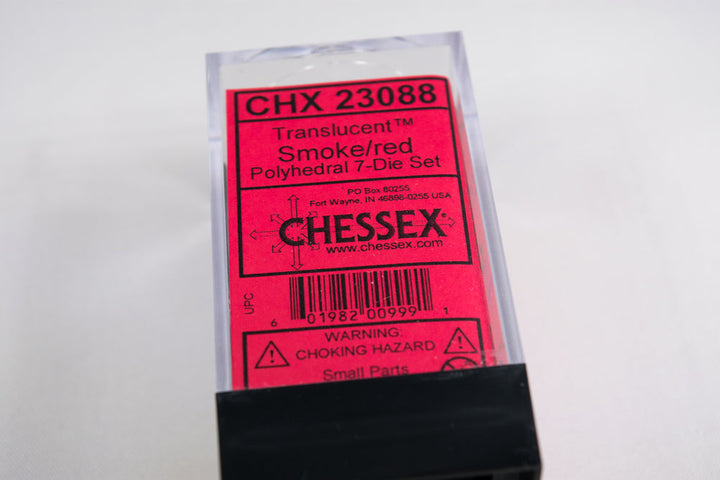 CHX 23088
Translucent™
Smoke/red
Polyhedral 7-Die Set
PO Box 80255
Fort Wayne, IN 46898-0255 USA
CHESSEX®
www.chessex.com
UPC
6 01982 00999 1
WARNING:
CHOKING HAZARD
Small Parts